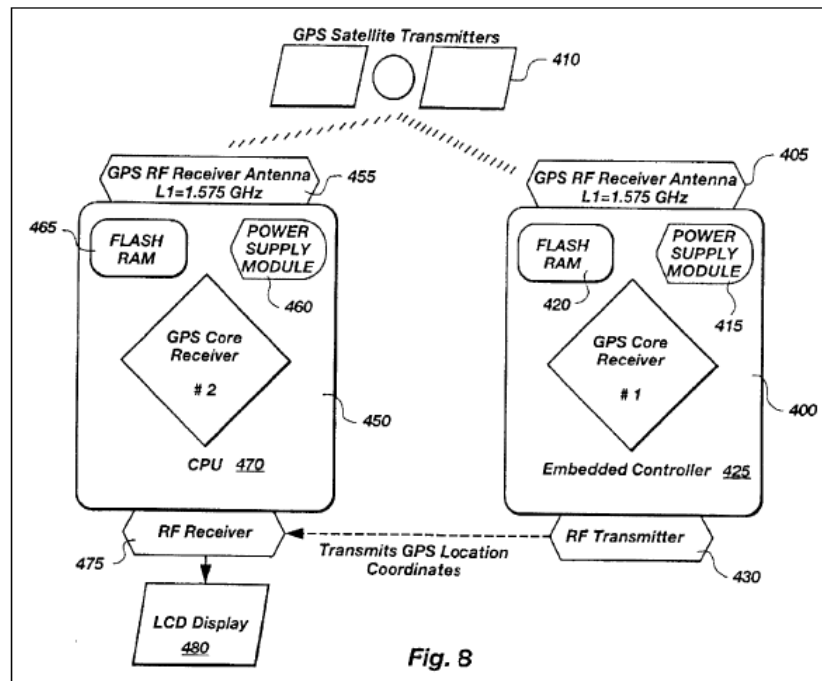 GPS Satellite Transmitters
410
GPS RF Receiver Antenna
L1=1.575 GHz
455
GPS RF Receiver Antenna
L1=1.575 GHz
405
465
FLASH
RAM
POWER
SUPPLY
MODULE
460
FLASH
RAM
420
POWER
SUPPLY
MODULE
415
GPS Core
Receiver
# 2
450
GPS Core
Receiver
# 1
400
CPU 470
Embedded Controller 425
RF Receiver
475
Transmits GPS Location
Coordinates
RF Transmitter
430
LCD Display
480
Fig. 8